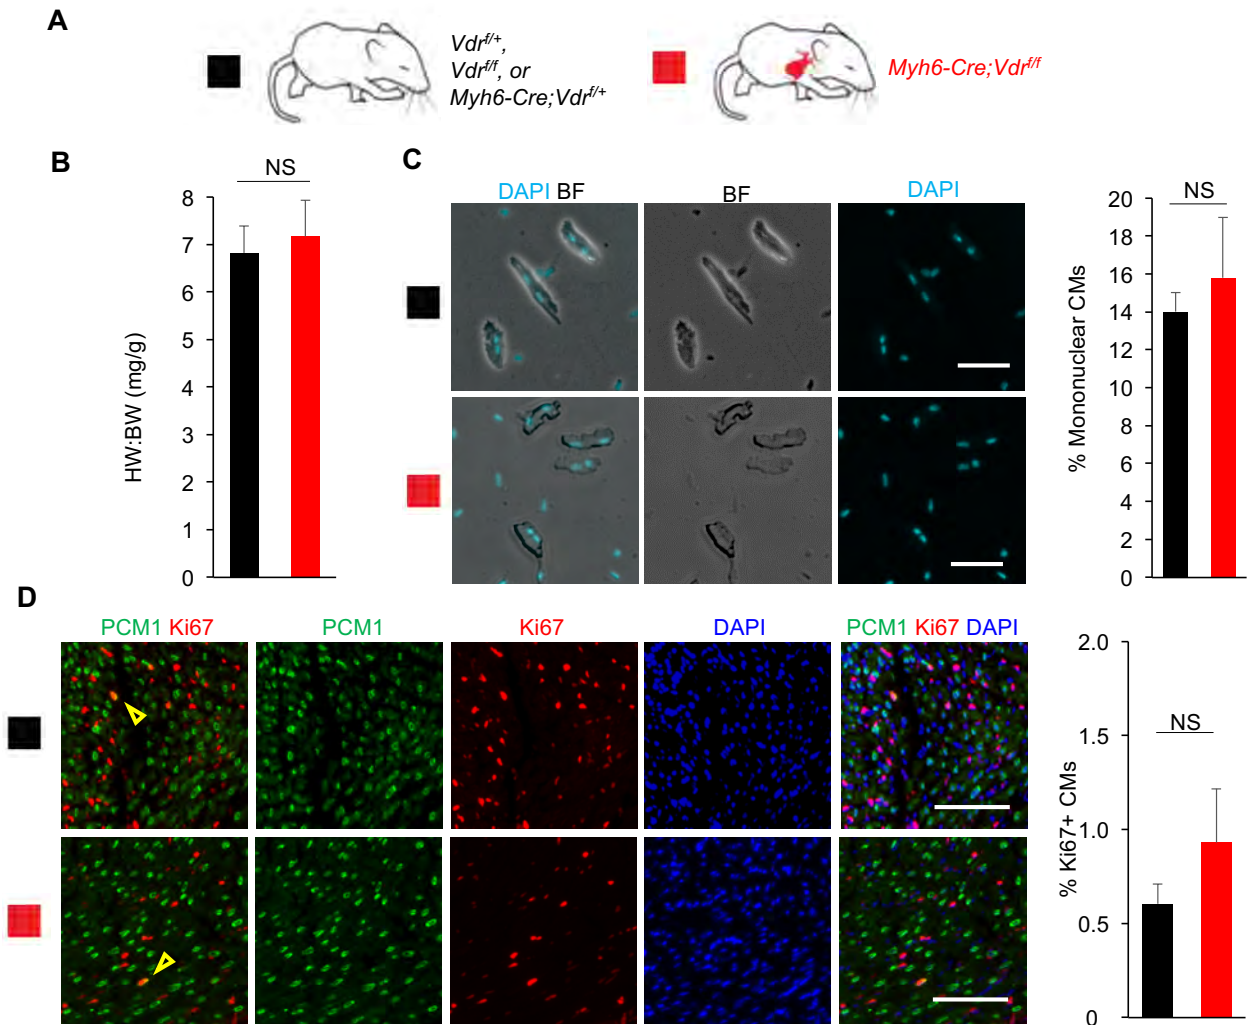 A
Vdrf/+,
Vdrf/f, or
Myh6-Cre;Vdrf/+
Myh6-Cre;Vdrf/f
B
NS
HW:BW (mg/g)
8
7
6
5
4
3
2
1
0
C
DAPI BF
BF
DAPI
NS
% Mononuclear CMs
20
18
16
14
12
10
8
6
4
2
0
D
PCM1 Ki67
PCM1
Ki67
DAPI
PCM1 Ki67 DAPI
NS
% Ki67+ CMs
2.0
1.5
1.0
0.5
0